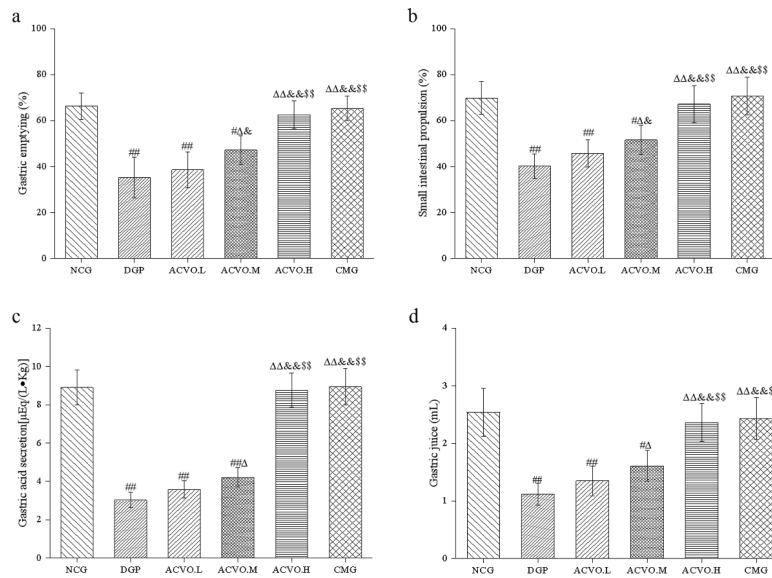 a
100
80
60
40
20
0
Gastric emptying (%)
##
##
#Δ&
ΔΔ&&$$
ΔΔ&&$$
NCG DGP ACVO.L ACVO.M ACVO.H CMG
b
100
80
60
40
20
0
Small intestinal propulsion (%)
##
##
#Δ&
ΔΔ&&$$
ΔΔ&&$$
NCG DGP ACVO.L ACVO.M ACVO.H CMG
c
12
10
8
6
4
2
0
Gastric acid secretion[μEq/(L•Kg)]
##
##
##Δ
ΔΔ&&$$
ΔΔ&&$$
NCG DGP ACVO.L ACVO.M ACVO.H CMG
d
4
3
2
1
0
Gastric juice (mL)
##
##
#Δ
ΔΔ&&$$
ΔΔ&&$
NCG DGP ACVO.L ACVO.M ACVO.H CMG